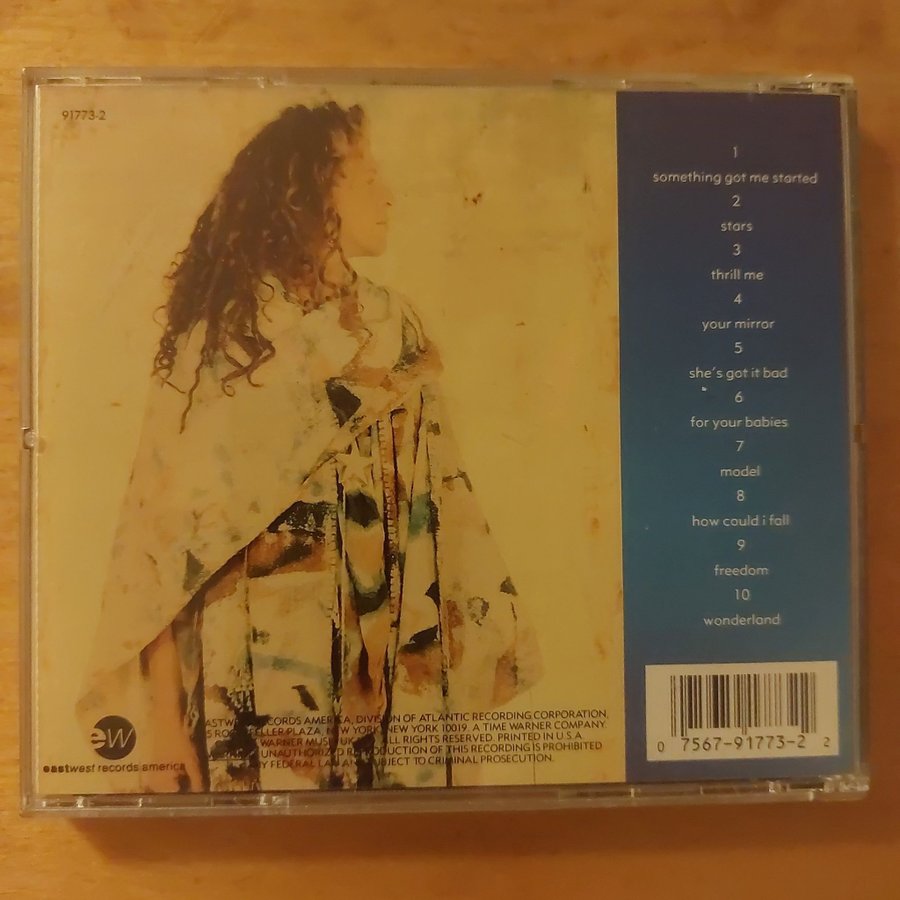 91773-2
1
something got me started
2
stars
3
thrill me
4
your mirror
5
she's got it bad
6
for your babies
7
model
8
how could i fall
9
freedom
10
wonderland
ew
eastwest records america
RECORDS AMERICA, DIVISION OF ATLANTIC RECORDING CORPORATION,
PLAZA, NEW YORK, NEW YORK 10019. A TIME WARNER COMPANY
WARNER MUSIC ALL RIGHTS RESERVED. PRINTED IN U.S.A.
UNAUTHORIZED REPRODUCTION OF THIS RECORDING IS PROHIBITED
FEDERAL LAW AND SUBJECT TO CRIMINAL PROSECUTION.
0 7567-91773-2 2